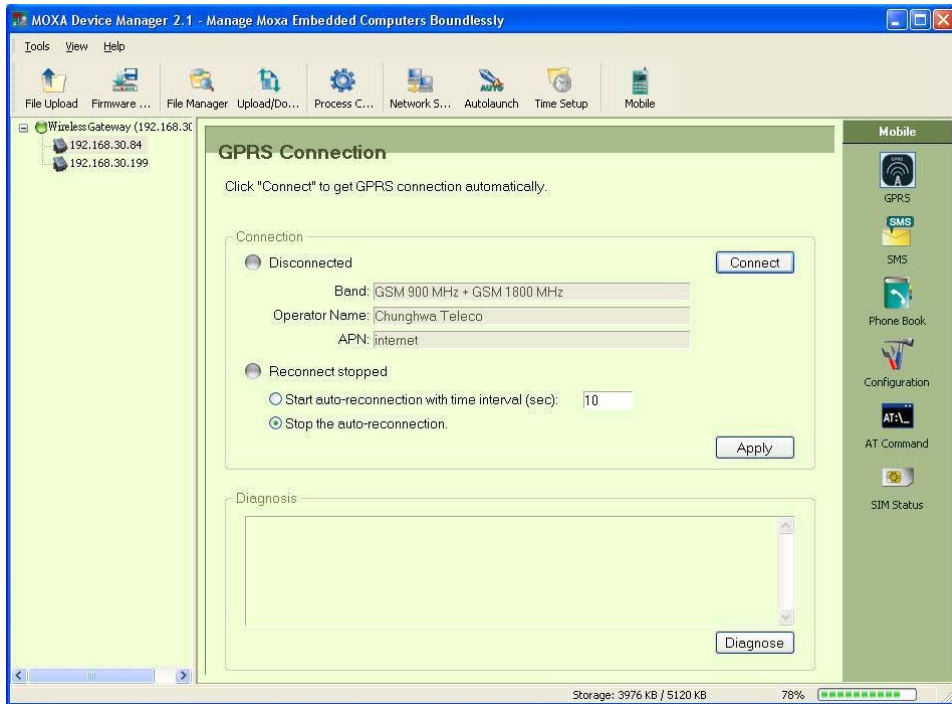 MOXA Device Manager 2.1 - Manage Moxa Embedded Computers Boundlessly
Tools View Help
File Upload Firmware ... File Manager Upload/Do... Process C... Network S... Autolaunch Time Setup Mobile
Wireless Gateway (192.168.30
192.168.30.84
192.168.30.199
GPRS Connection
Click "Connect" to get GPRS connection automatically.
Connection
Disconnected
Connect
Band: GSM 900 MHz + GSM 1800 MHz
Operator Name: Chunghwa Teleco
APN: internet
Reconnect stopped
Start auto-reconnection with time interval (sec): 10
Stop the auto-reconnection.
Apply
Diagnosis
Diagnose
Mobile
GPRS
SMS
SMS
Phone Book
Configuration
AT:\_
AT Command
SIM Status
Storage: 3976 KB / 5120 KB 78%